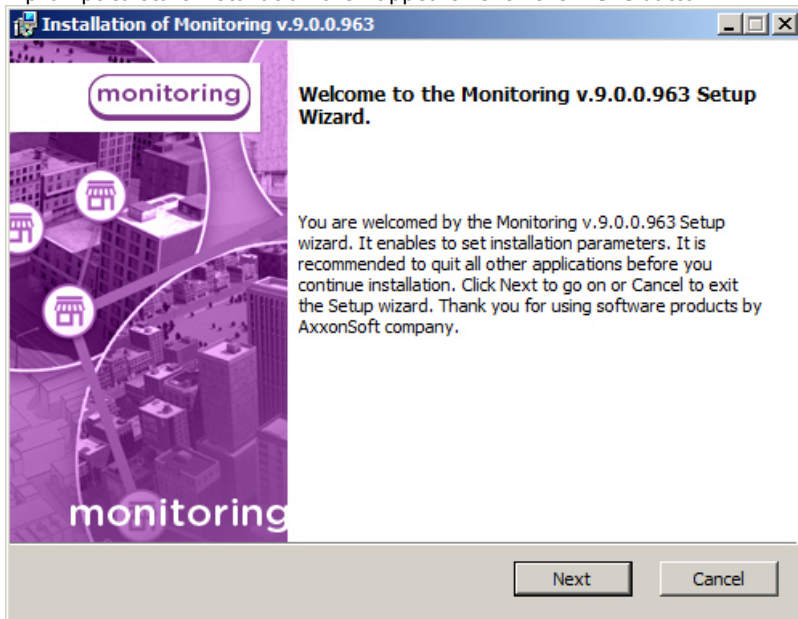 Installation of Monitoring v.9.0.0.963
monitoring
Welcome to the Monitoring v.9.0.0.963 Setup
Wizard.
You are welcomed by the Monitoring v.9.0.0.963 Setup
wizard. It enables to set installation parameters. It is
recommended to quit all other applications before you
continue installation. Click Next to go on or Cancel to exit
the Setup wizard. Thank you for using software products by
AxxonSoft company.
monitoring
Next
Cancel